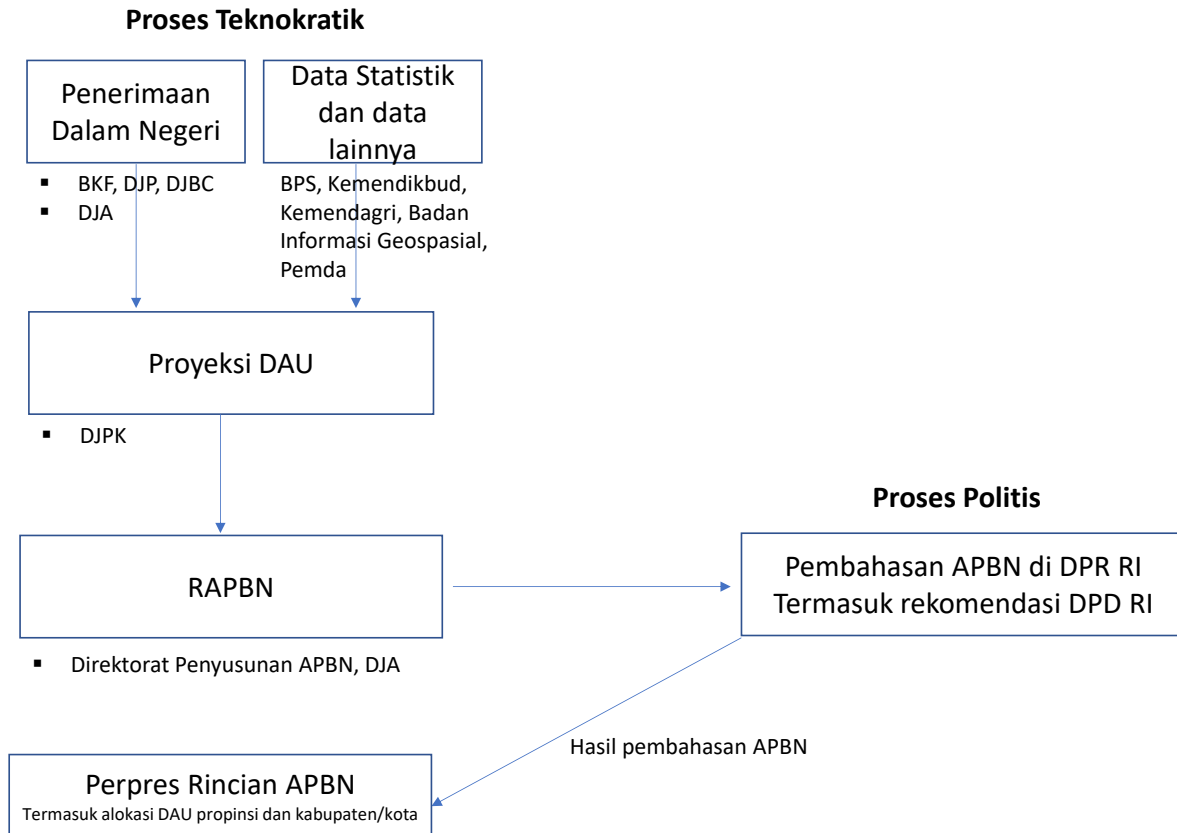 Proses Teknokratik
Penerimaan
Dalam Negeri
Data Statistik
dan data
lainnya
▪ BKF, DJP, DJBC
▪ DJA
BPS, Kemendikbud,
Kemendagri, Badan
Informasi Geospasial,
Pemda
Proyeksi DAU
▪ DJPK
Proses Politis
RAPBN
Pembahasan APBN di DPR RI
Termasuk rekomendasi DPD RI
▪ Direktorat Penyusunan APBN, DJA
Hasil pembahasan APBN
Perpres Rincian APBN
Termasuk alokasi DAU propinsi dan kabupaten/kota